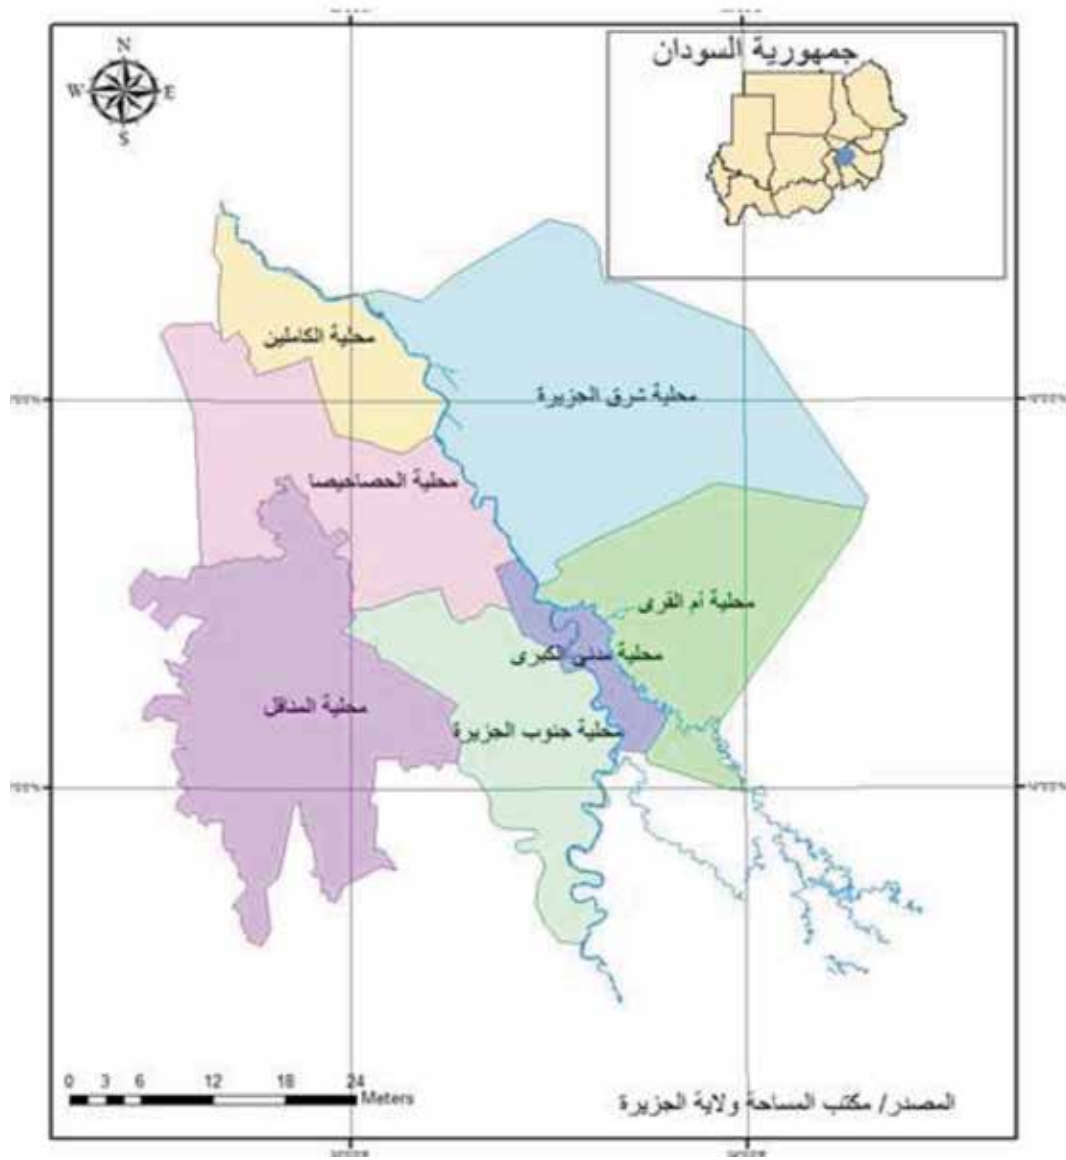 جمهورية السودان
N
W E
S
محلية الكاملين
محلية شرق الجزيرة
محلية الحصاحيصا
محلية أم القرى
محلية مدني الكبرى
محلية المناقل
محلية جنوب الجزيرة
0 3 6 12 18 24
Meters
المصدر/ مكتب المساحة ولاية الجزيرة